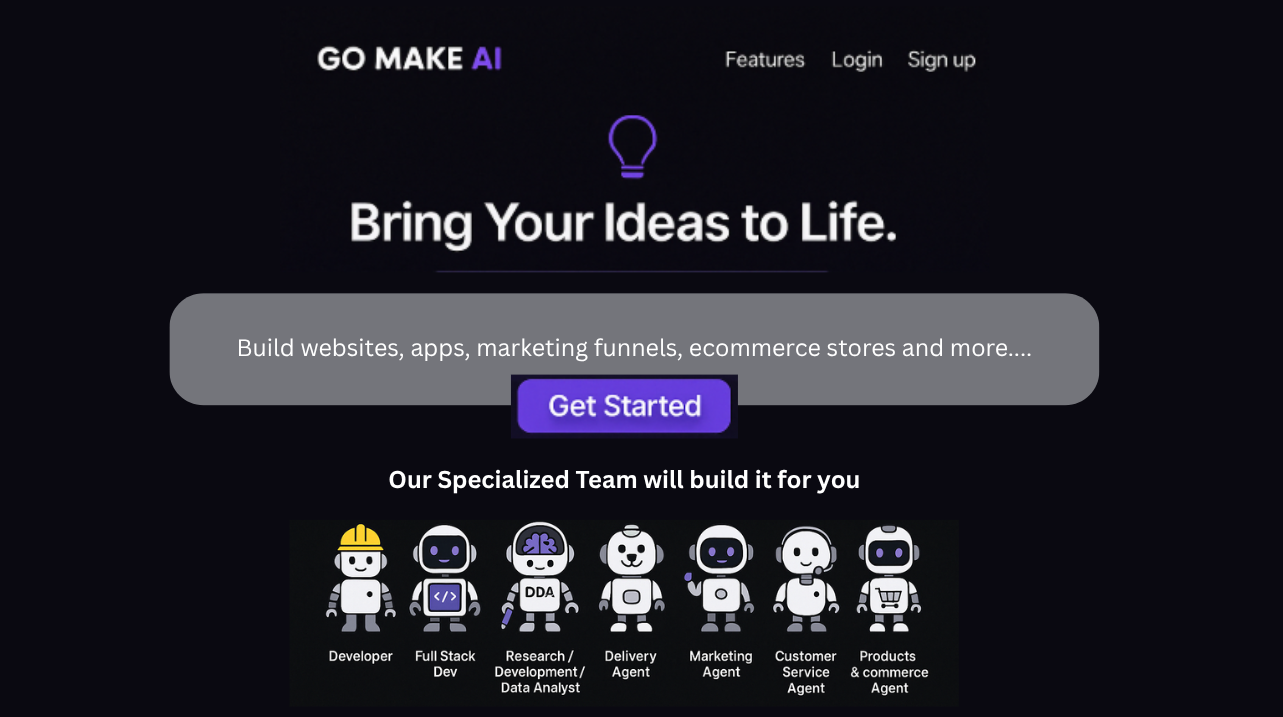 GO MAKE AI
Features Login Sign up
Bring Your Ideas to Life.
Build websites, apps, marketing funnels, ecommerce stores and more....
Get Started
Our Specialized Team will build it for you
</>
DDA
Developer
Full Stack
Dev
Research /
Development /
Data Analyst
Delivery
Agent
Marketing
Agent
Customer
Service
Agent
Products
& commerce
Agent